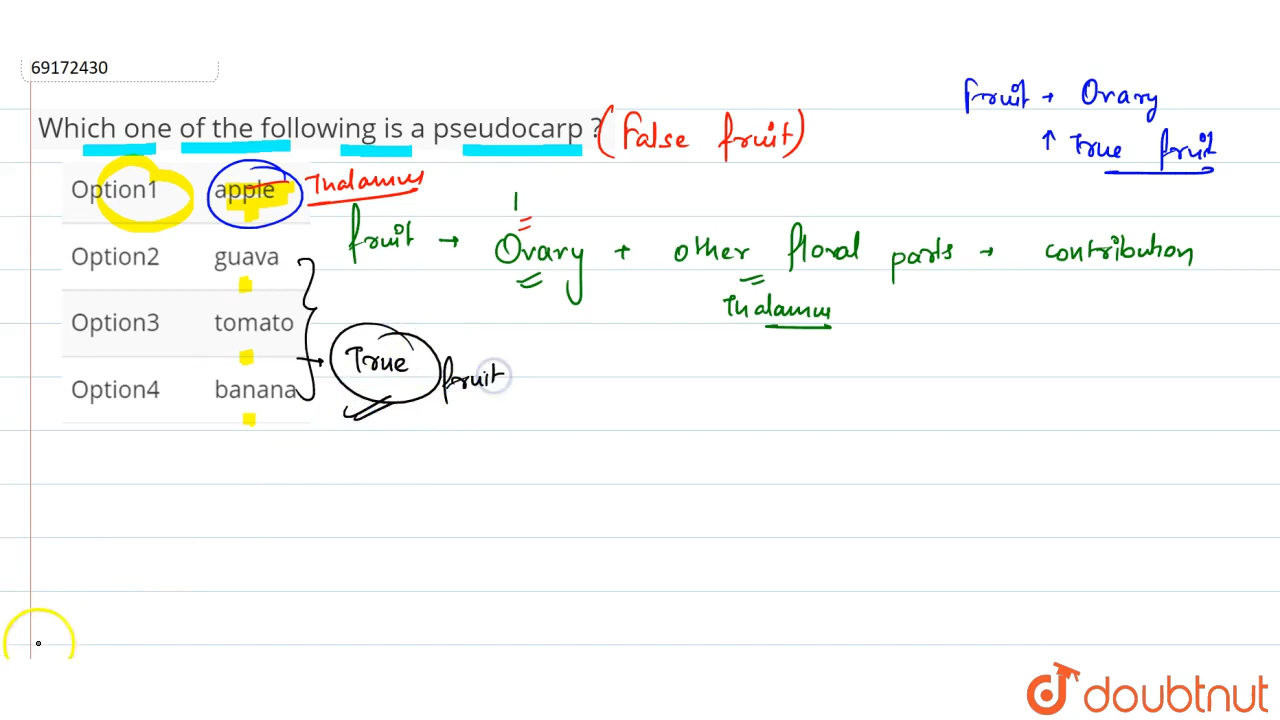 69172430
Which one of the following is a pseudocarp ? (False fruit)
fruit → Ovary
↑ True fruit
Option1 apple Thalamus
fruit → Ovary + other floral parts → contribution
Thalamus
Option2 guava
Option3 tomato
→ True fruit
Option4 banana
doubtnut